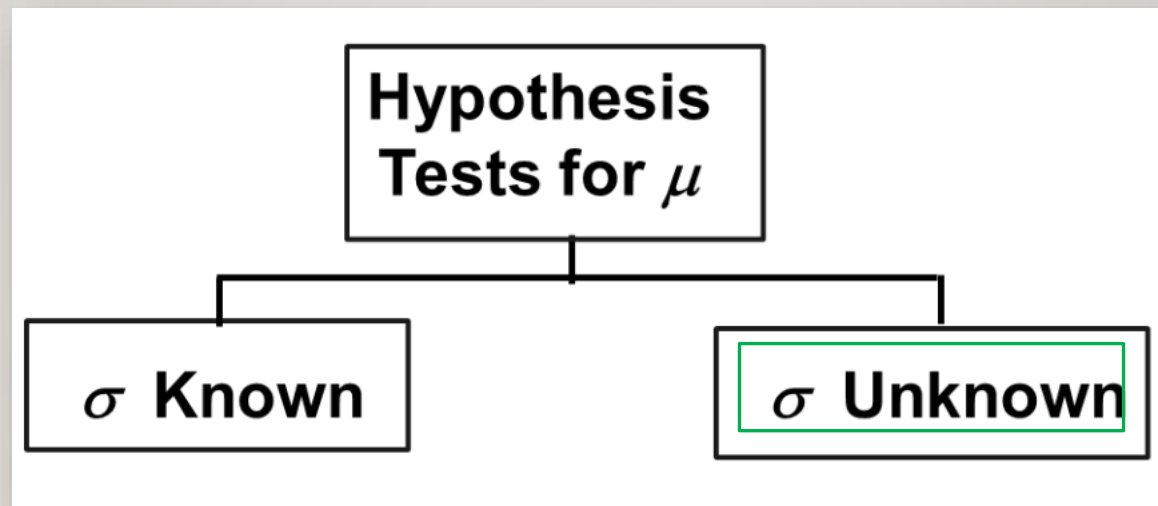 Hypothesis
Tests for μ
σ Known
σ Unknown